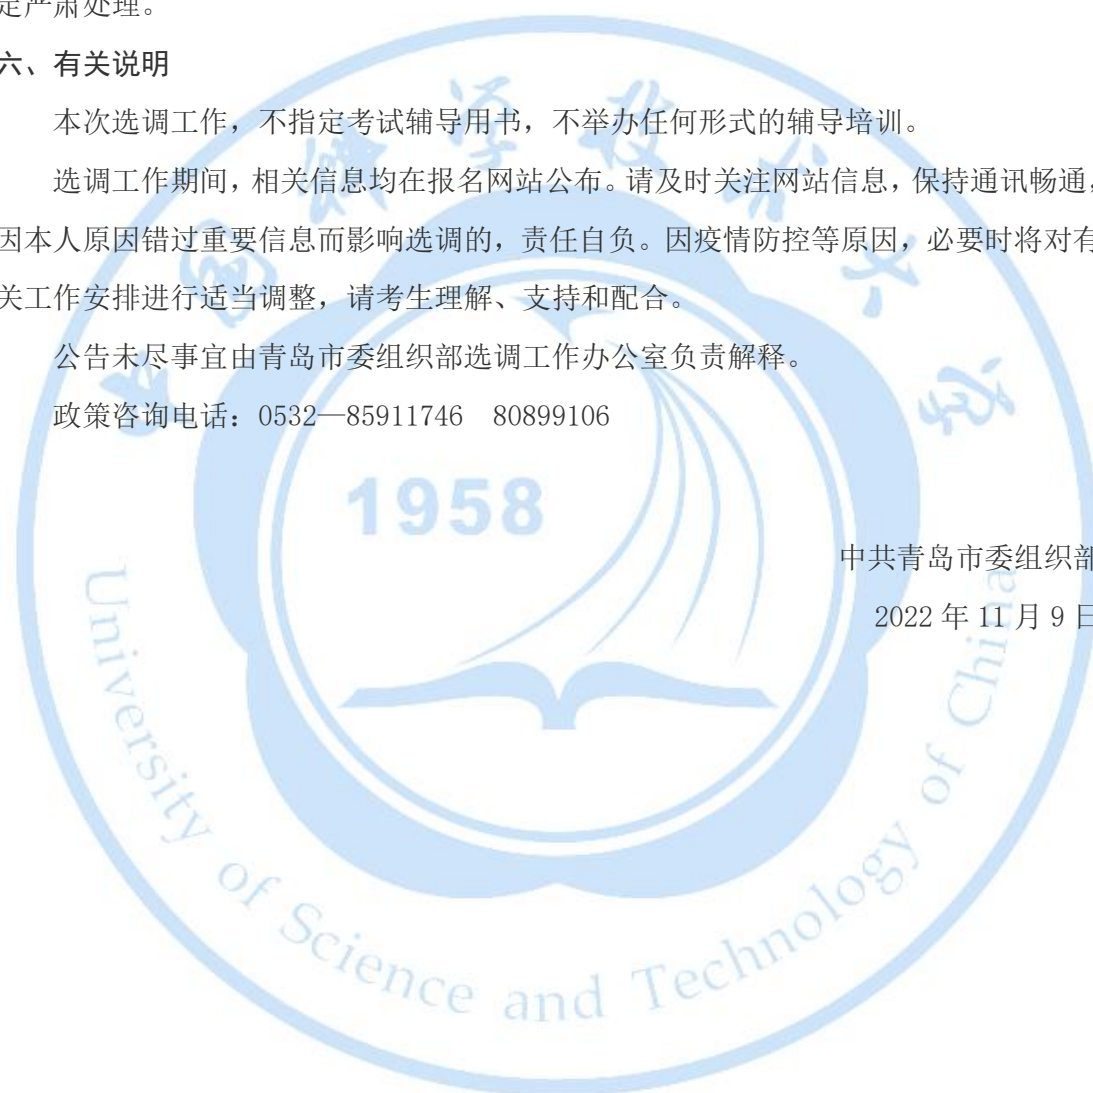 定严肃处理。
六、有关说明
本次选调工作，不指定考试辅导用书，不举办任何形式的辅导培训。
选调工作期间，相关信息均在报名网站公布。请及时关注网站信息，保持通讯畅通，
因本人原因错过重要信息而影响选调的，责任自负。因疫情防控等原因，必要时将对有
关工作安排进行适当调整，请考生理解、支持和配合。
公告未尽事宜由青岛市委组织部选调工作办公室负责解释。
政策咨询电话：0532—85911746 80899106
中共青岛市委组织部
2022 年 11 月 9 日
中国科学技术大学
1958
University of Science and Technology of China